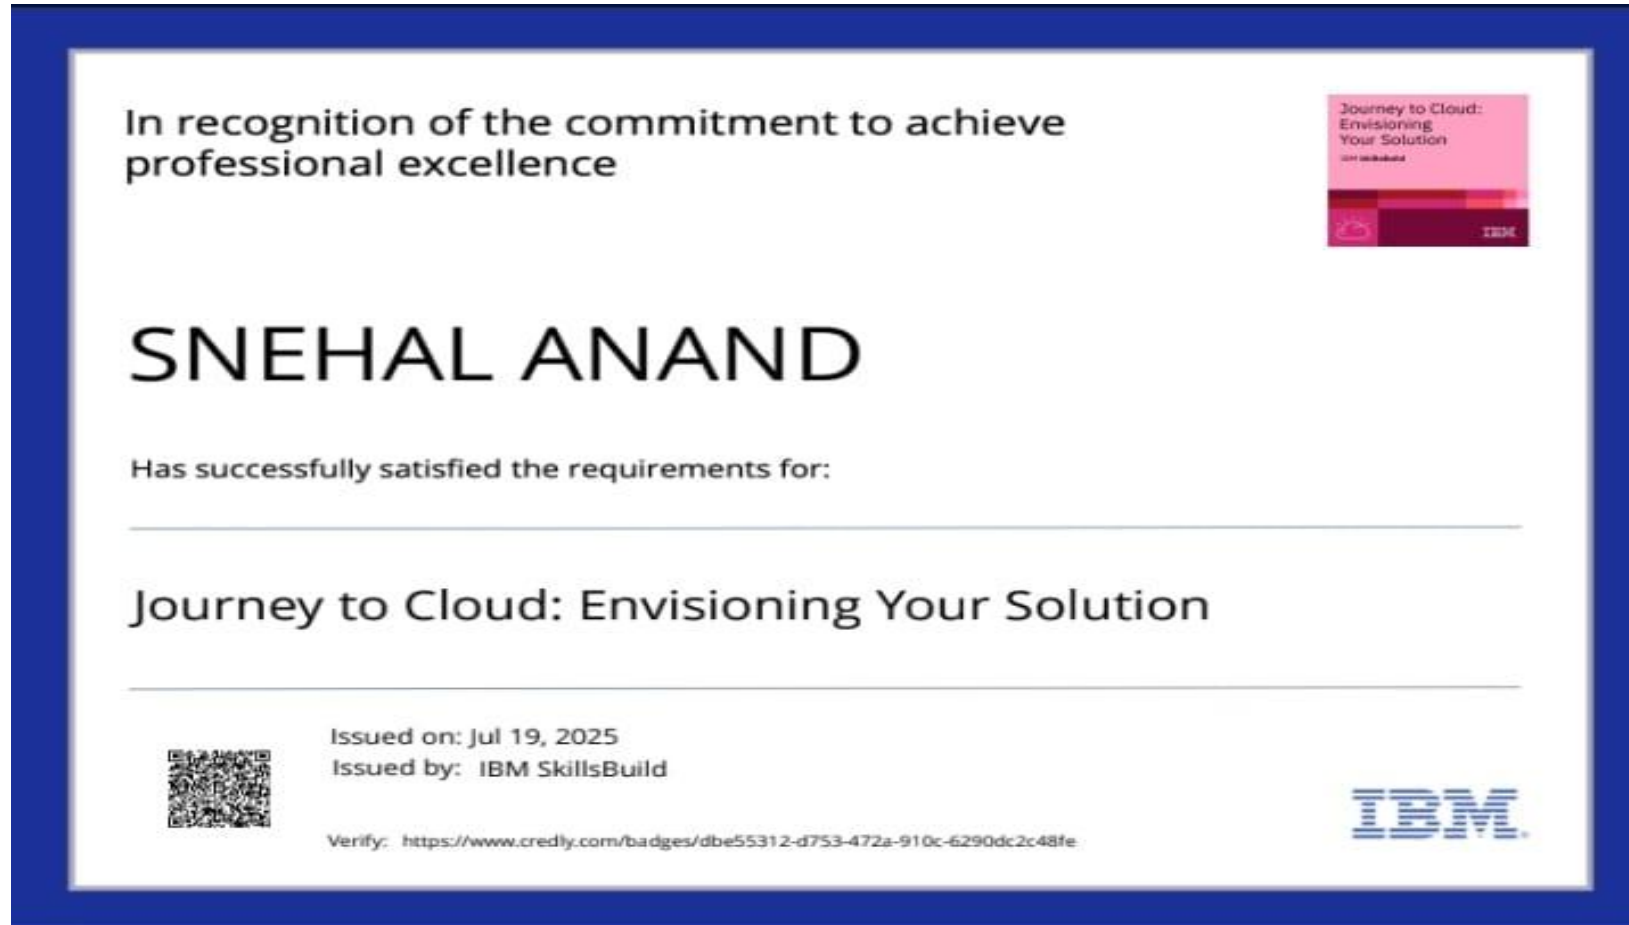 In recognition of the commitment to achieve
professional excellence
Journey to Cloud:
Envisioning
Your Solution
IBM SkillsBuild
IBM
SNEHAL ANAND
Has successfully satisfied the requirements for:
Journey to Cloud: Envisioning Your Solution
Issued on: Jul 19, 2025
Issued by: IBM SkillsBuild
Verify: https://www.credly.com/badges/dbe55312-d753-472a-910c-6290dc2c48fe
IBM